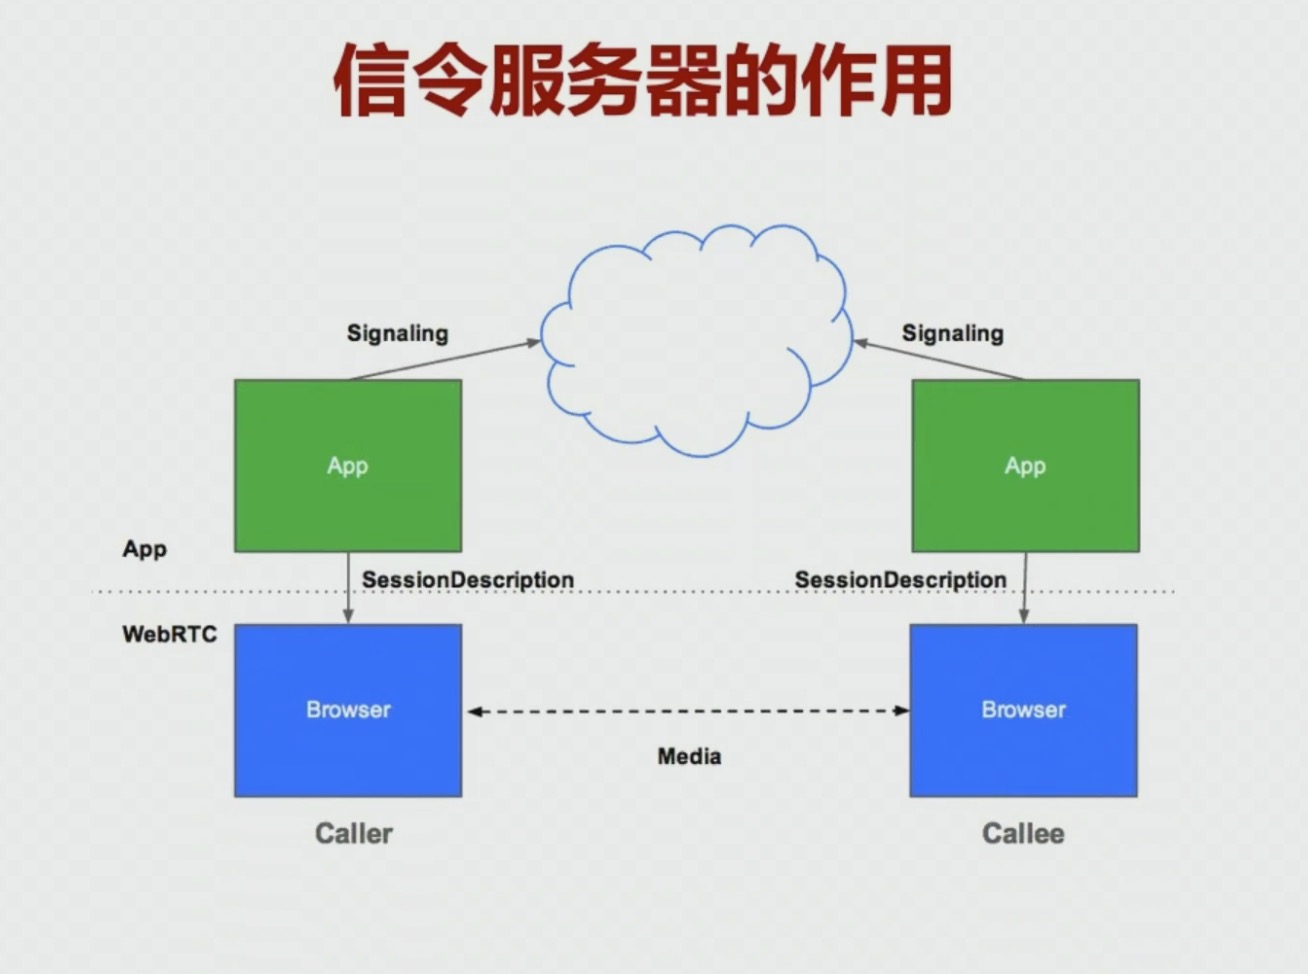 信令服务器的作用
Signaling
Signaling
App
App
App
SessionDescription
SessionDescription
WebRTC
Browser
Browser
Media
Caller
Callee